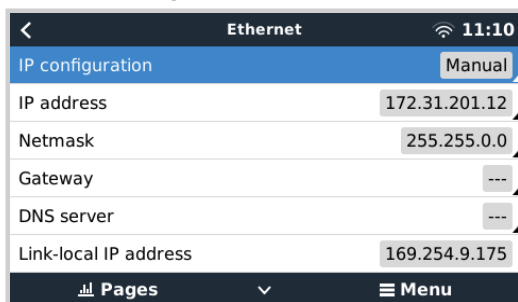 Ethernet 11:10
IP configuration Manual
IP address 172.31.201.12
Netmask 255.255.0.0
Gateway ---
DNS server ---
Link-local IP address 169.254.9.175
Pages Menu